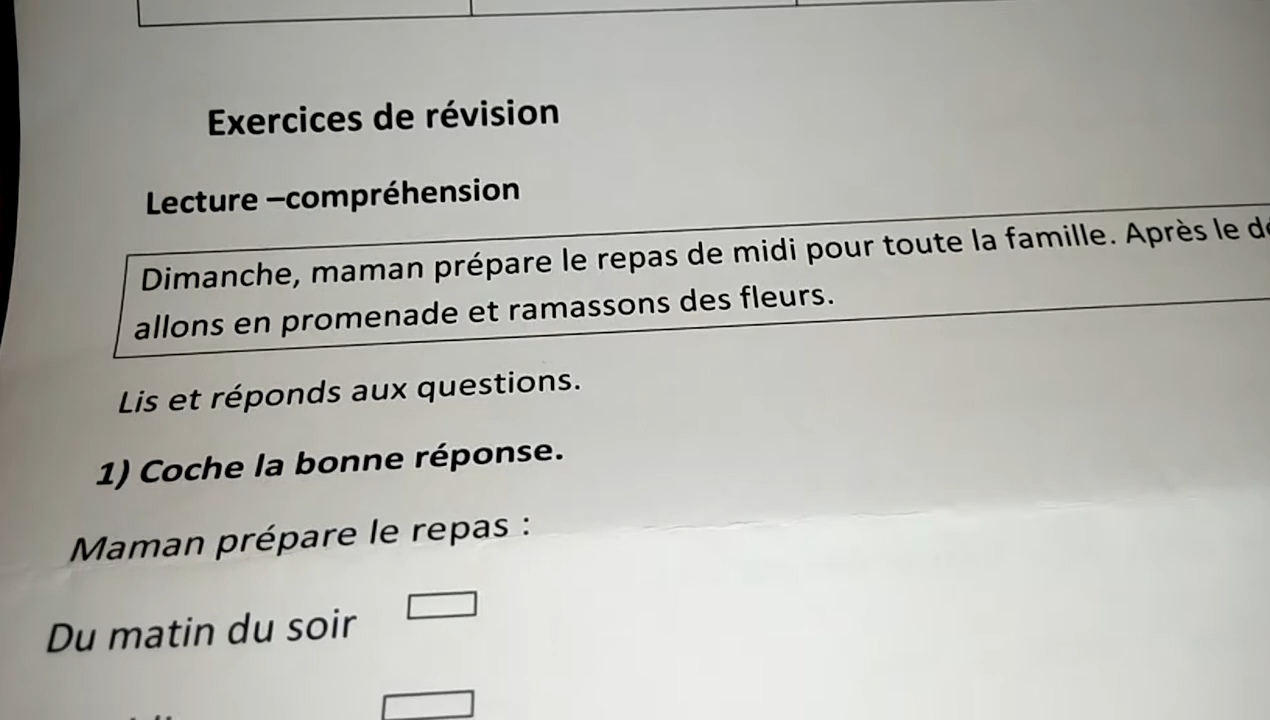 Exercices de révision
Lecture –compréhension
Dimanche, maman prépare le repas de midi pour toute la famille. Après le
allons en promenade et ramassons des fleurs.
Lis et réponds aux questions.
1) Coche la bonne réponse.
Maman prépare le repas :
Du matin du soir